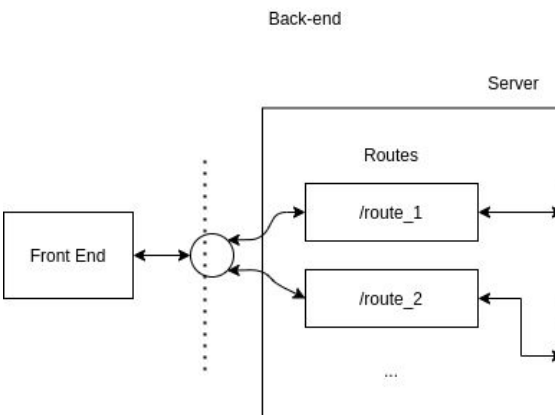 Back-end
Server
Routes
/route_1
Front End
/route_2
...